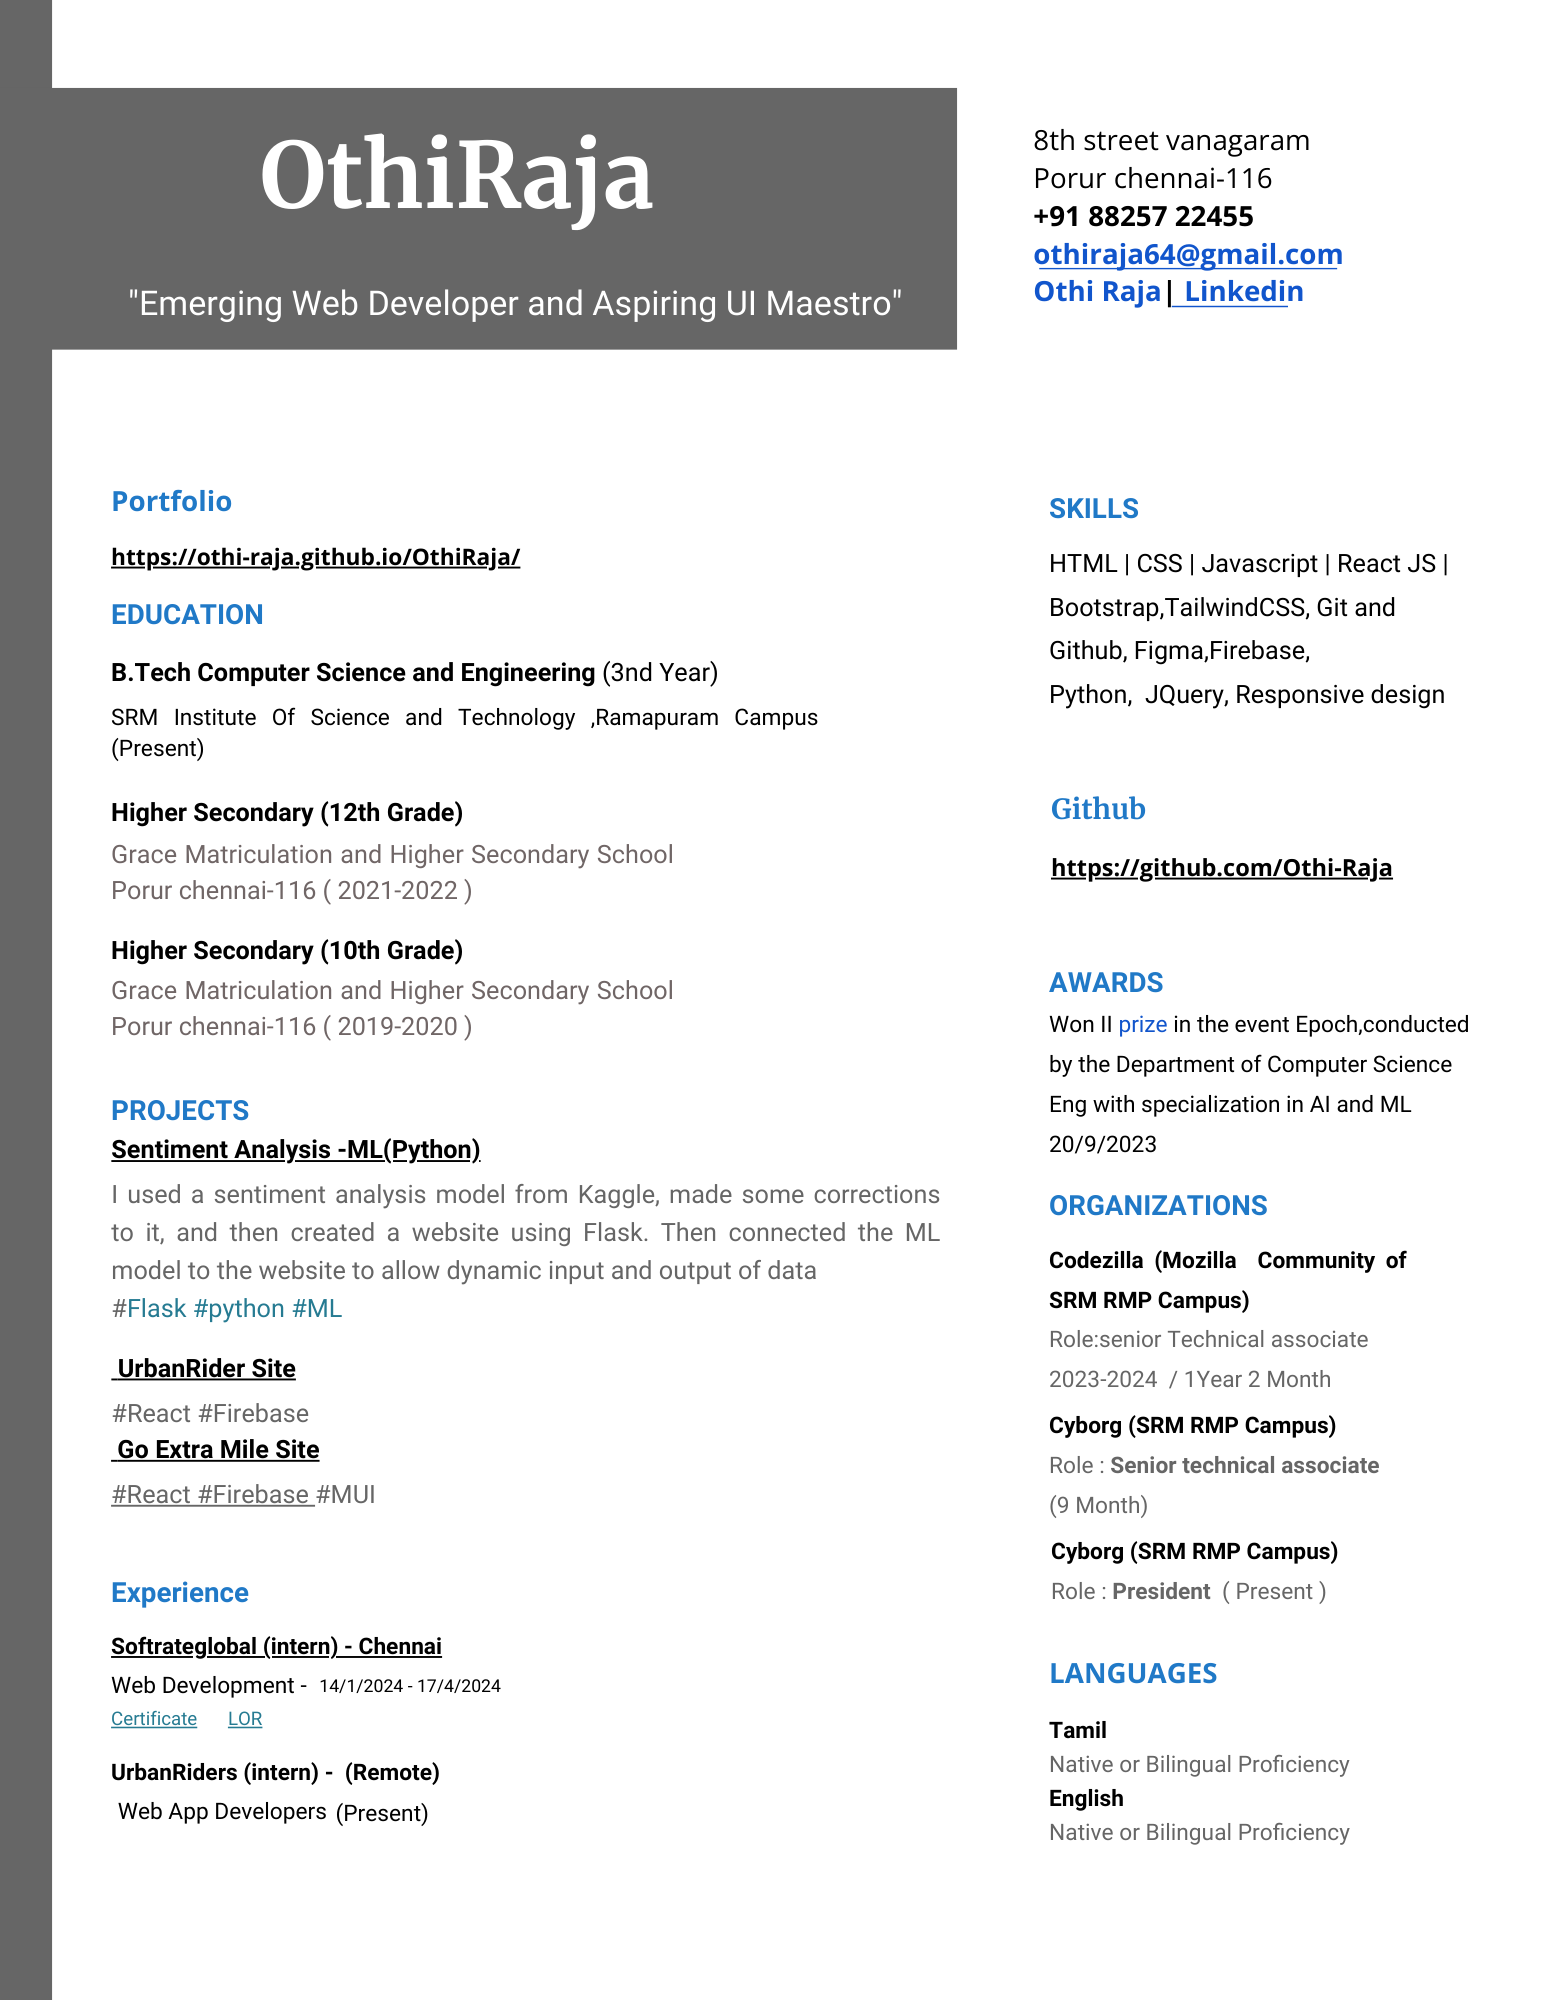 OthiRaja
"Emerging Web Developer and Aspiring UI Maestro"
8th street vanagaram
Porur chennai-116
+91 88257 22455
othiraja64@gmail.com
Othi Raja| Linkedin
Portfolio
https://othi-raja.github.io/OthiRaja/
EDUCATION
B.Tech Computer Science and Engineering (3nd Year)
SRM Institute Of Science and Technology ,Ramapuram Campus
(Present)
Higher Secondary (12th Grade)
Grace Matriculation and Higher Secondary School
Porur chennai-116 ( 2021-2022 )
Higher Secondary (10th Grade)
Grace Matriculation and Higher Secondary School
Porur chennai-116 ( 2019-2020 )
PROJECTS
Sentiment Analysis -ML(Python)
I used a sentiment analysis model from Kaggle, made some corrections
to it, and then created a website using Flask. Then connected the ML
model to the website to allow dynamic input and output of data
#Flask #python #ML
UrbanRider Site
#React #Firebase
Go Extra Mile Site
#React #Firebase #MUI
Experience
Softrateglobal (intern) - Chennai
Web Development - 14/1/2024 - 17/4/2024
Certificate LOR
UrbanRiders (intern) - (Remote)
Web App Developers (Present)
SKILLS
HTML | CSS | Javascript | React JS |
Bootstrap,TailwindCSS, Git and
Github, Figma,Firebase,
Python, JQuery, Responsive design
Github
https://github.com/Othi-Raja
AWARDS
Won II prize in the event Epoch,conducted
by the Department of Computer Science
Eng with specialization in AI and ML
20/9/2023
ORGANIZATIONS
Codezilla (Mozilla Community of
SRM RMP Campus)
Role:senior Technical associate
2023-2024 / 1Year 2 Month
Cyborg (SRM RMP Campus)
Role : Senior technical associate
(9 Month)
Cyborg (SRM RMP Campus)
Role : President ( Present )
LANGUAGES
Tamil
Native or Bilingual Proficiency
English
Native or Bilingual Proficiency